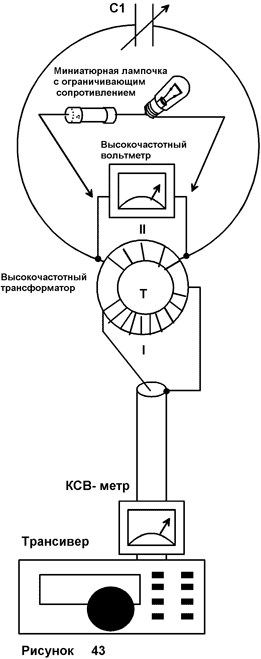 C1
Миниатюрная лампочка
с ограничивающим
сопротивлением
Высокочастотный
вольтметр
II
Высокочастотный
трансформатор
T
I
КСВ- метр
Трансивер
Рисунок 43